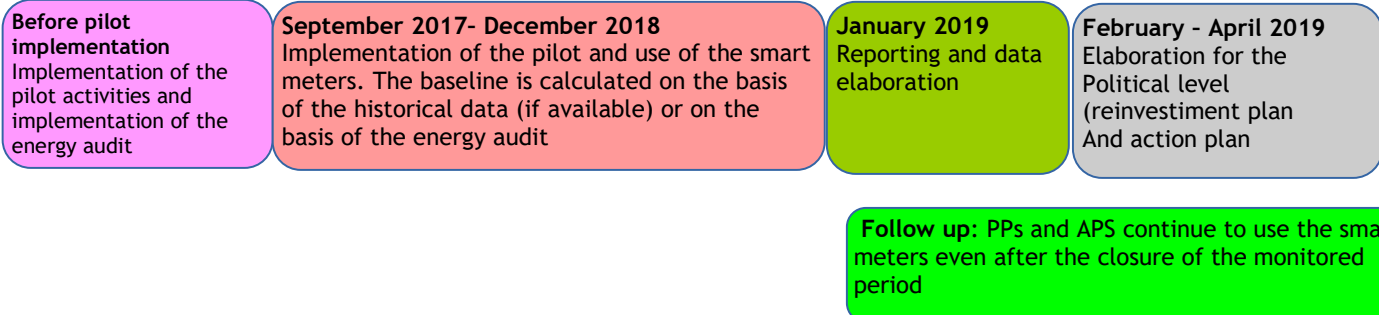 Before pilot
implementation
Implementation of the
pilot activities and
implementation of the
energy audit
September 2017– December 2018
Implementation of the pilot and use of the smart
meters. The baseline is calculated on the basis
of the historical data (if available) or on the
basis of the energy audit
January 2019
Reporting and data
elaboration
February – April 2019
Elaboration for the
Political level
(reinvestiment plan
And action plan
Follow up: PPs and APS continue to use the sma
meters even after the closure of the monitored
period